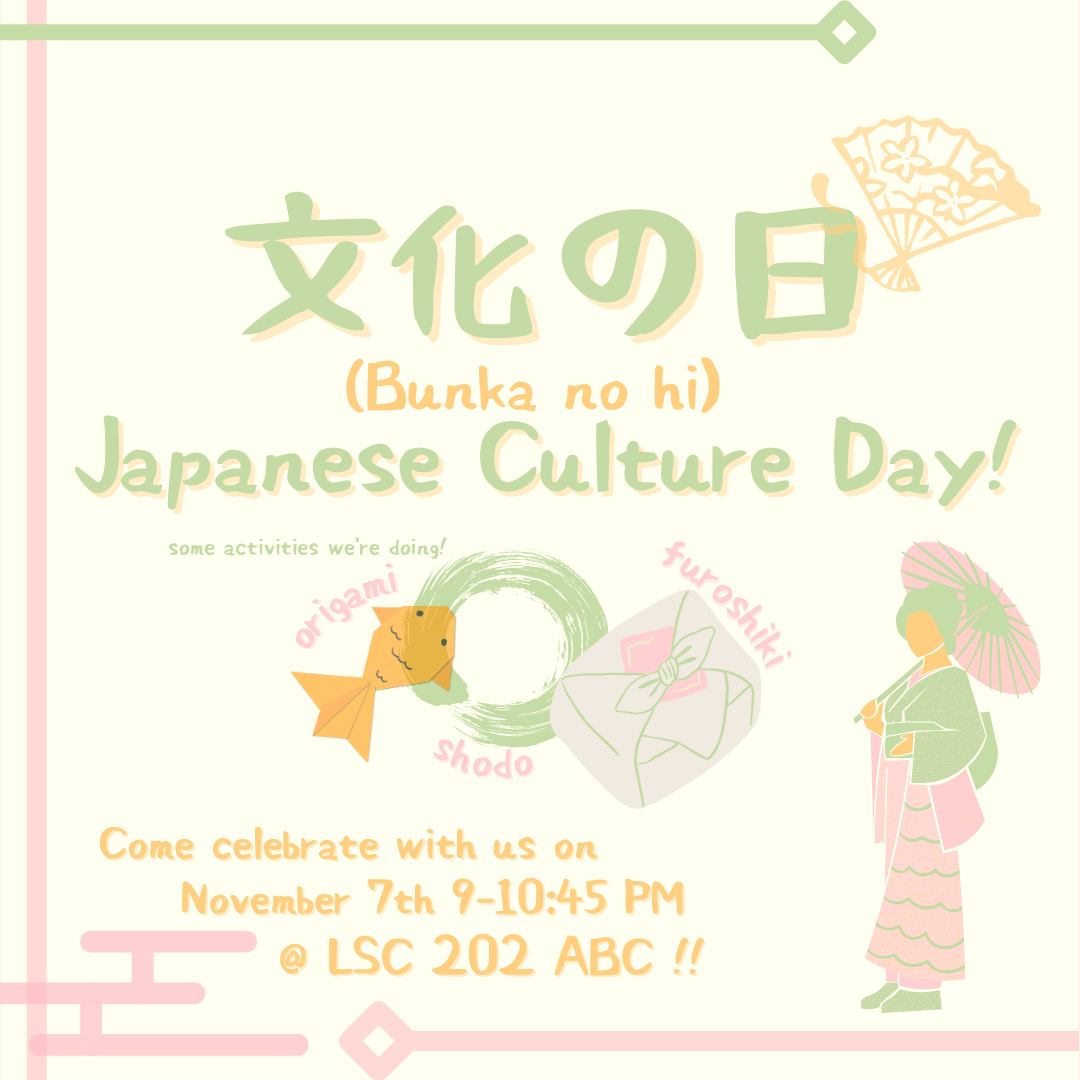 文化の日
(Bunka no hi)
Japanese Culture Day!
some activities we're doing!
origami
furoshiki
shodo
Come celebrate with us on
November 7th 9-10:45 PM
@ LSC 202 ABC !!